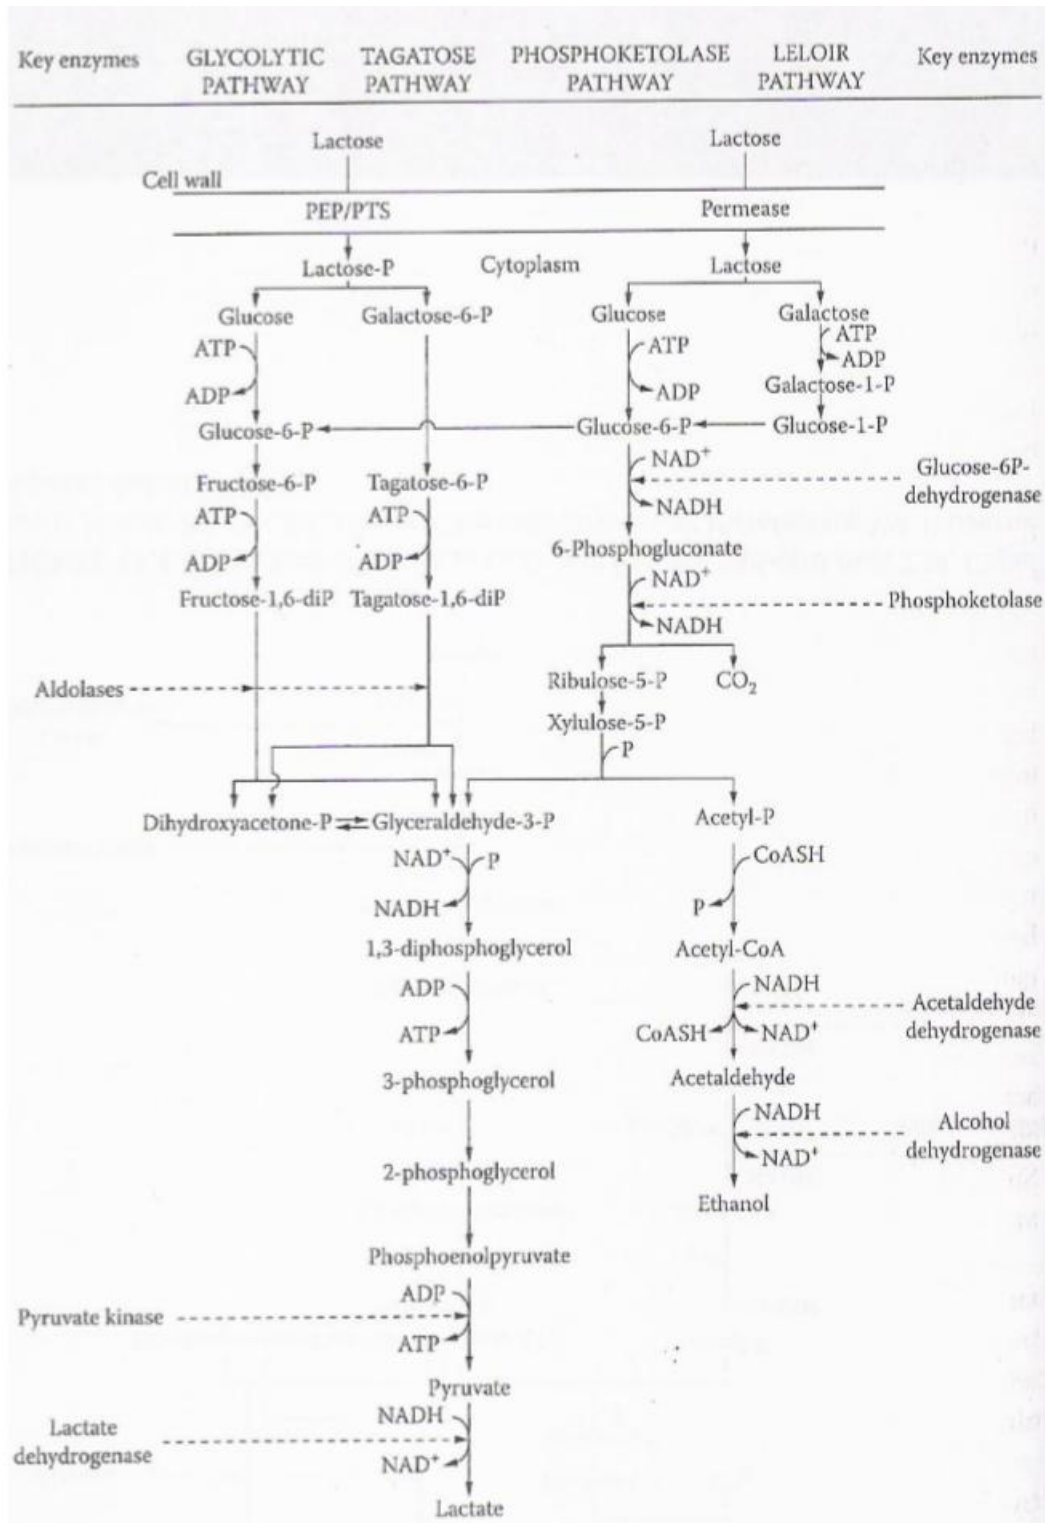 Key enzymes GLYCOLYTIC TAGATOSE PHOSPHOKETOLASE LELOIR Key enzymes
PATHWAY PATHWAY PATHWAY PATHWAY
Lactose Lactose
Cell wall
PEP/PTS Permease
Lactose-P Cytoplasm Lactose
Glucose Galactose-6-P Glucose Galactose
ATP ATP ATP
ADP ADP ADP
Galactose-1-P
Glucose-6-P Glucose-6-P Glucose-1-P
NAD⁺ Glucose-6P-
Fructose-6-P Tagatose-6-P dehydrogenase
ATP ATP NADH
6-Phosphogluconate
ADP ADP NAD⁺
Fructose-1,6-diP Tagatose-1,6-diP Phosphoketolase
NADH
Aldolases Ribulose-5-P CO₂
Xylulose-5-P
P
Dihydroxyacetone-P Glyceraldehyde-3-P Acetyl-P
NAD⁺ P CoASH
NADH P
1,3-diphosphoglycerol Acetyl-CoA
ADP NADH
Acetaldehyde
ATP CoASH NAD⁺ dehydrogenase
3-phosphoglycerol Acetaldehyde
NADH Alcohol
NAD⁺ dehydrogenase
2-phosphoglycerol
Ethanol
Phosphoenolpyruvate
ADP
Pyruvate kinase
ATP
Pyruvate
NADH
Lactate
dehydrogenase
NAD⁺
Lactate